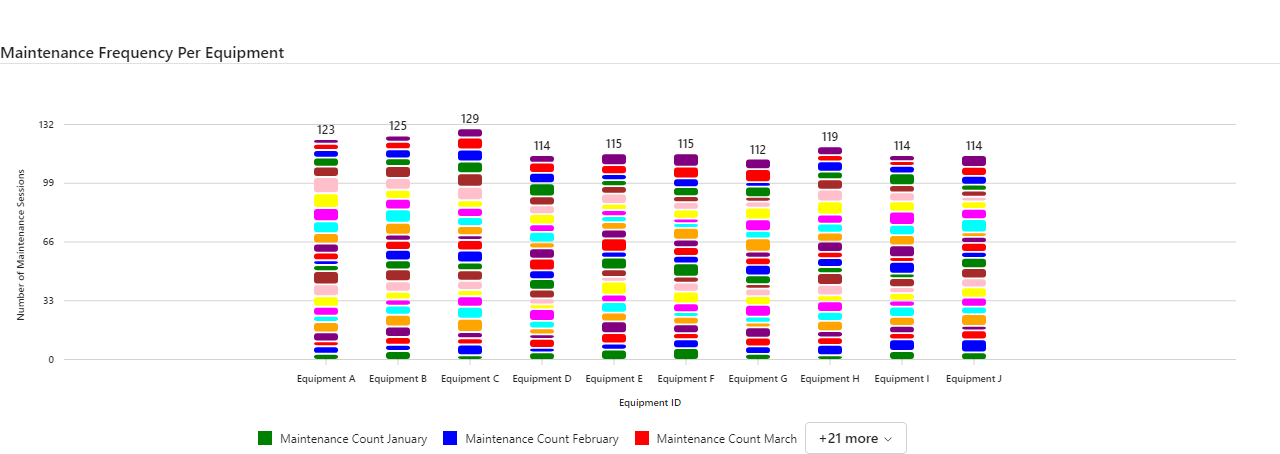 Maintenance Frequency Per Equipment
Number of Maintenance Sessions
132
99
66
33
0
123
125
129
114
115
115
112
119
114
114
Equipment A
Equipment B
Equipment C
Equipment D
Equipment E
Equipment F
Equipment G
Equipment H
Equipment I
Equipment J
Equipment ID
Maintenance Count January
Maintenance Count February
Maintenance Count March
+21 more